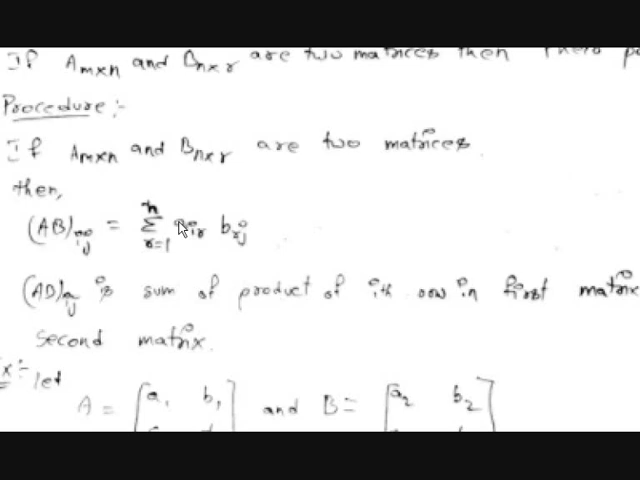 If Amxn and Bnxr are two matrices then
Procedure :-
If Amxn and Bnxr are two matrices.
then,
(AB)ij = n Σ r=1 air brj
(AB)ij is sum of product of ith row in first matrix
second matrix.
Ex:- let
A = [a1 b1] and B = [a2 b2]